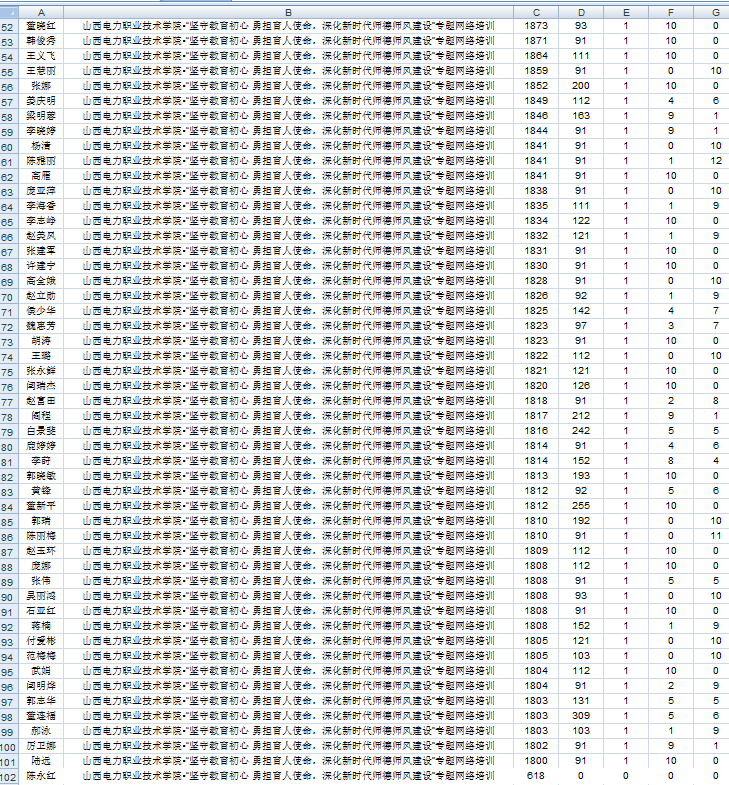 A B C D E F G
52 董晓红 山西电力职业技术学院-"坚守教育初心 勇担育人使命，深化新时代师德师风建设"专题网络培训 1873 93 1 10 0
53 韩俊秀 山西电力职业技术学院-"坚守教育初心 勇担育人使命，深化新时代师德师风建设"专题网络培训 1871 91 1 10 0
54 王义飞 山西电力职业技术学院-"坚守教育初心 勇担育人使命，深化新时代师德师风建设"专题网络培训 1864 111 1 10 0
55 王慧丽 山西电力职业技术学院-"坚守教育初心 勇担育人使命，深化新时代师德师风建设"专题网络培训 1859 91 1 0 10
56 张娜 山西电力职业技术学院-"坚守教育初心 勇担育人使命，深化新时代师德师风建设"专题网络培训 1852 200 1 10 0
57 晏庆明 山西电力职业技术学院-"坚守教育初心 勇担育人使命，深化新时代师德师风建设"专题网络培训 1849 112 1 4 6
58 梁明蓉 山西电力职业技术学院-"坚守教育初心 勇担育人使命，深化新时代师德师风建设"专题网络培训 1846 163 1 9 1
59 李晓婷 山西电力职业技术学院-"坚守教育初心 勇担育人使命，深化新时代师德师风建设"专题网络培训 1844 91 1 9 1
60 杨清 山西电力职业技术学院-"坚守教育初心 勇担育人使命，深化新时代师德师风建设"专题网络培训 1841 91 1 0 10
61 陈雅丽 山西电力职业技术学院-"坚守教育初心 勇担育人使命，深化新时代师德师风建设"专题网络培训 1841 91 1 1 12
62 高雁 山西电力职业技术学院-"坚守教育初心 勇担育人使命，深化新时代师德师风建设"专题网络培训 1841 91 1 10 0
63 庞亚萍 山西电力职业技术学院-"坚守教育初心 勇担育人使命，深化新时代师德师风建设"专题网络培训 1838 91 1 0 10
64 李海香 山西电力职业技术学院-"坚守教育初心 勇担育人使命，深化新时代师德师风建设"专题网络培训 1835 111 1 1 9
65 李志峥 山西电力职业技术学院-"坚守教育初心 勇担育人使命，深化新时代师德师风建设"专题网络培训 1834 122 1 10 0
66 赵美风 山西电力职业技术学院-"坚守教育初心 勇担育人使命，深化新时代师德师风建设"专题网络培训 1832 121 1 1 9
67 张建军 山西电力职业技术学院-"坚守教育初心 勇担育人使命，深化新时代师德师风建设"专题网络培训 1831 91 1 10 0
68 许建宁 山西电力职业技术学院-"坚守教育初心 勇担育人使命，深化新时代师德师风建设"专题网络培训 1830 91 1 10 0
69 高金娥 山西电力职业技术学院-"坚守教育初心 勇担育人使命，深化新时代师德师风建设"专题网络培训 1828 91 1 0 10
70 赵立勋 山西电力职业技术学院-"坚守教育初心 勇担育人使命，深化新时代师德师风建设"专题网络培训 1826 92 1 1 9
71 侯少华 山西电力职业技术学院-"坚守教育初心 勇担育人使命，深化新时代师德师风建设"专题网络培训 1825 142 1 4 7
72 魏惠芳 山西电力职业技术学院-"坚守教育初心 勇担育人使命，深化新时代师德师风建设"专题网络培训 1823 97 1 3 7
73 胡涛 山西电力职业技术学院-"坚守教育初心 勇担育人使命，深化新时代师德师风建设"专题网络培训 1823 91 1 10 0
74 王璐 山西电力职业技术学院-"坚守教育初心 勇担育人使命，深化新时代师德师风建设"专题网络培训 1822 112 1 0 10
75 张永鲜 山西电力职业技术学院-"坚守教育初心 勇担育人使命，深化新时代师德师风建设"专题网络培训 1821 121 1 10 0
76 闫瑞杰 山西电力职业技术学院-"坚守教育初心 勇担育人使命，深化新时代师德师风建设"专题网络培训 1820 126 1 10 0
77 赵富田 山西电力职业技术学院-"坚守教育初心 勇担育人使命，深化新时代师德师风建设"专题网络培训 1818 91 1 2 8
78 阎程 山西电力职业技术学院-"坚守教育初心 勇担育人使命，深化新时代师德师风建设"专题网络培训 1817 212 1 9 1
79 白景斐 山西电力职业技术学院-"坚守教育初心 勇担育人使命，深化新时代师德师风建设"专题网络培训 1816 242 1 5 5
80 鹿婷婷 山西电力职业技术学院-"坚守教育初心 勇担育人使命，深化新时代师德师风建设"专题网络培训 1814 91 1 4 6
81 李蔚 山西电力职业技术学院-"坚守教育初心 勇担育人使命，深化新时代师德师风建设"专题网络培训 1814 152 1 8 4
82 郭晓敏 山西电力职业技术学院-"坚守教育初心 勇担育人使命，深化新时代师德师风建设"专题网络培训 1813 193 1 10 0
83 黄锋 山西电力职业技术学院-"坚守教育初心 勇担育人使命，深化新时代师德师风建设"专题网络培训 1812 92 1 5 6
84 董新平 山西电力职业技术学院-"坚守教育初心 勇担育人使命，深化新时代师德师风建设"专题网络培训 1812 255 1 10 0
85 郭瑞 山西电力职业技术学院-"坚守教育初心 勇担育人使命，深化新时代师德师风建设"专题网络培训 1810 192 1 0 10
86 陈丽梅 山西电力职业技术学院-"坚守教育初心 勇担育人使命，深化新时代师德师风建设"专题网络培训 1810 91 1 0 11
87 赵玉环 山西电力职业技术学院-"坚守教育初心 勇担育人使命，深化新时代师德师风建设"专题网络培训 1809 112 1 10 0
88 庞娜 山西电力职业技术学院-"坚守教育初心 勇担育人使命，深化新时代师德师风建设"专题网络培训 1808 112 1 10 0
89 张伟 山西电力职业技术学院-"坚守教育初心 勇担育人使命，深化新时代师德师风建设"专题网络培训 1808 91 1 5 5
90 吴丽鸿 山西电力职业技术学院-"坚守教育初心 勇担育人使命，深化新时代师德师风建设"专题网络培训 1808 93 1 0 10
91 石亚红 山西电力职业技术学院-"坚守教育初心 勇担育人使命，深化新时代师德师风建设"专题网络培训 1808 91 1 10 0
92 蒋楠 山西电力职业技术学院-"坚守教育初心 勇担育人使命，深化新时代师德师风建设"专题网络培训 1808 152 1 1 9
93 付爱彬 山西电力职业技术学院-"坚守教育初心 勇担育人使命，深化新时代师德师风建设"专题网络培训 1805 121 1 0 10
94 范梅梅 山西电力职业技术学院-"坚守教育初心 勇担育人使命，深化新时代师德师风建设"专题网络培训 1805 103 1 0 10
95 武娟 山西电力职业技术学院-"坚守教育初心 勇担育人使命，深化新时代师德师风建设"专题网络培训 1804 112 1 10 0
96 闫明烨 山西电力职业技术学院-"坚守教育初心 勇担育人使命，深化新时代师德师风建设"专题网络培训 1804 91 1 2 9
97 郭志华 山西电力职业技术学院-"坚守教育初心 勇担育人使命，深化新时代师德师风建设"专题网络培训 1803 131 1 5 5
98 董连福 山西电力职业技术学院-"坚守教育初心 勇担育人使命，深化新时代师德师风建设"专题网络培训 1803 309 1 5 6
99 郝泳 山西电力职业技术学院-"坚守教育初心 勇担育人使命，深化新时代师德师风建设"专题网络培训 1803 103 1 1 9
100 厉卫娜 山西电力职业技术学院-"坚守教育初心 勇担育人使命，深化新时代师德师风建设"专题网络培训 1802 91 1 9 1
101 陆远 山西电力职业技术学院-"坚守教育初心 勇担育人使命，深化新时代师德师风建设"专题网络培训 1800 91 1 10 0
102 陈永红 山西电力职业技术学院-"坚守教育初心 勇担育人使命，深化新时代师德师风建设"专题网络培训 618 0 0 0 0